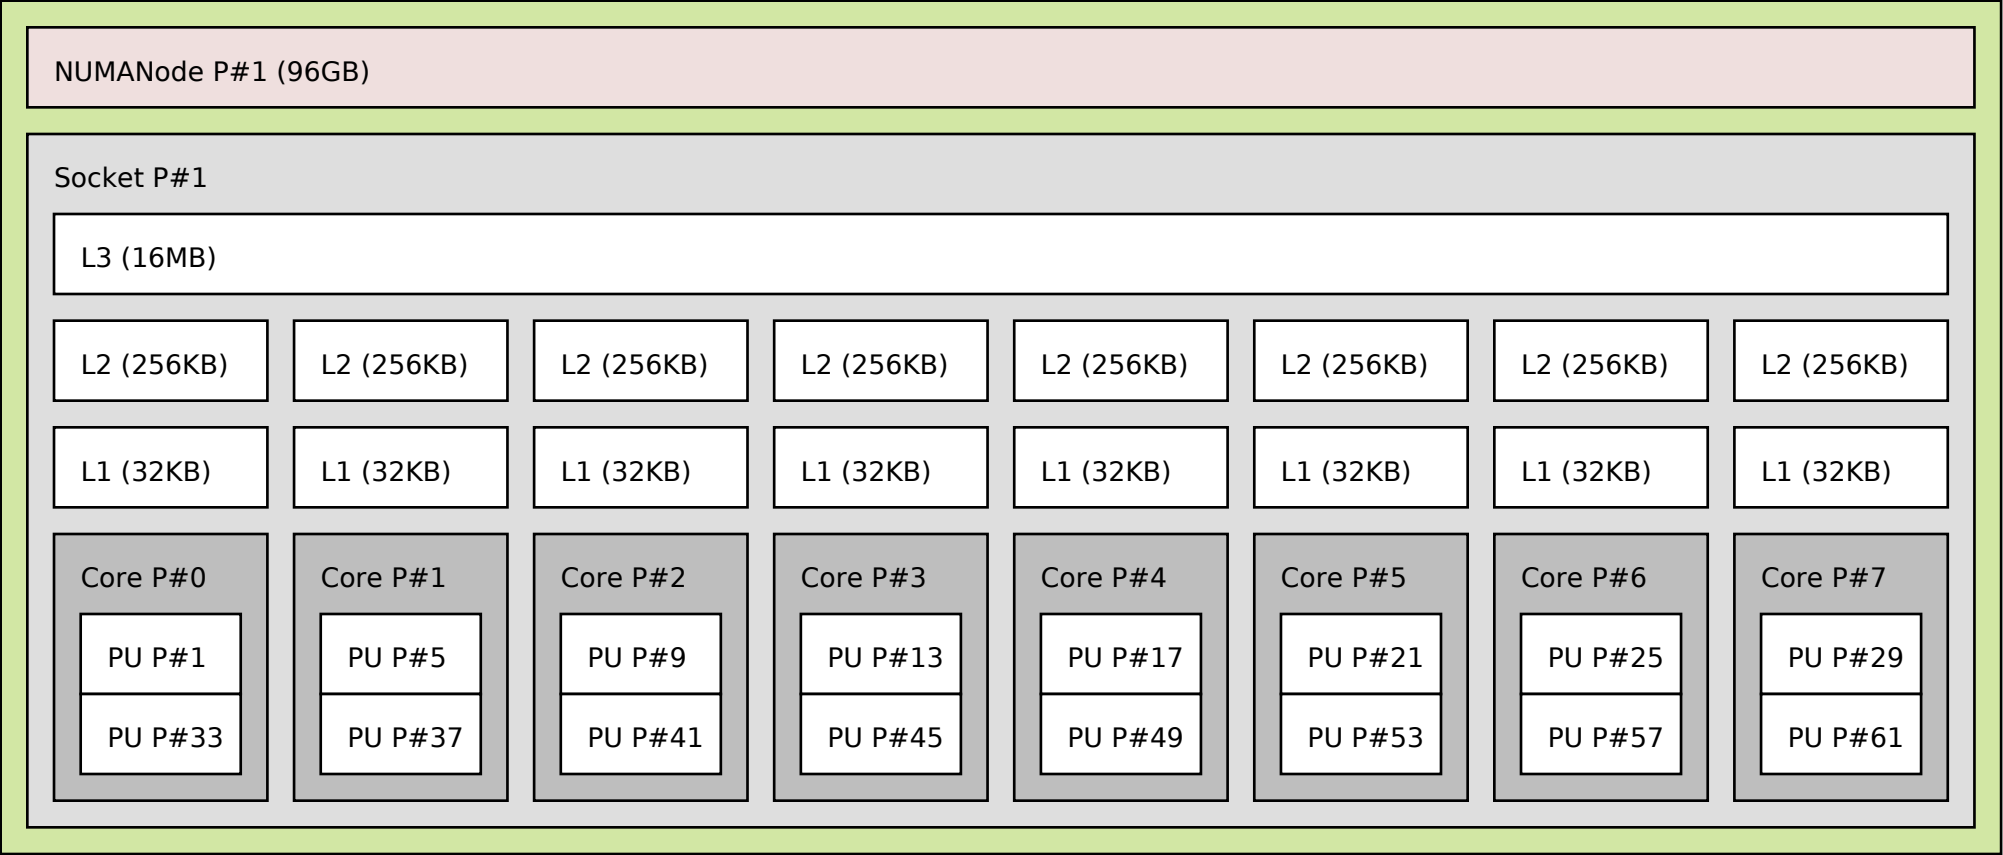 NUMANode P#1 (96GB)
Socket P#1
L3 (16MB)
L2 (256KB) L2 (256KB) L2 (256KB) L2 (256KB) L2 (256KB) L2 (256KB) L2 (256KB) L2 (256KB)
L1 (32KB) L1 (32KB) L1 (32KB) L1 (32KB) L1 (32KB) L1 (32KB) L1 (32KB) L1 (32KB)
Core P#0 Core P#1 Core P#2 Core P#3 Core P#4 Core P#5 Core P#6 Core P#7
PU P#1 PU P#5 PU P#9 PU P#13 PU P#17 PU P#21 PU P#25 PU P#29
PU P#33 PU P#37 PU P#41 PU P#45 PU P#49 PU P#53 PU P#57 PU P#61